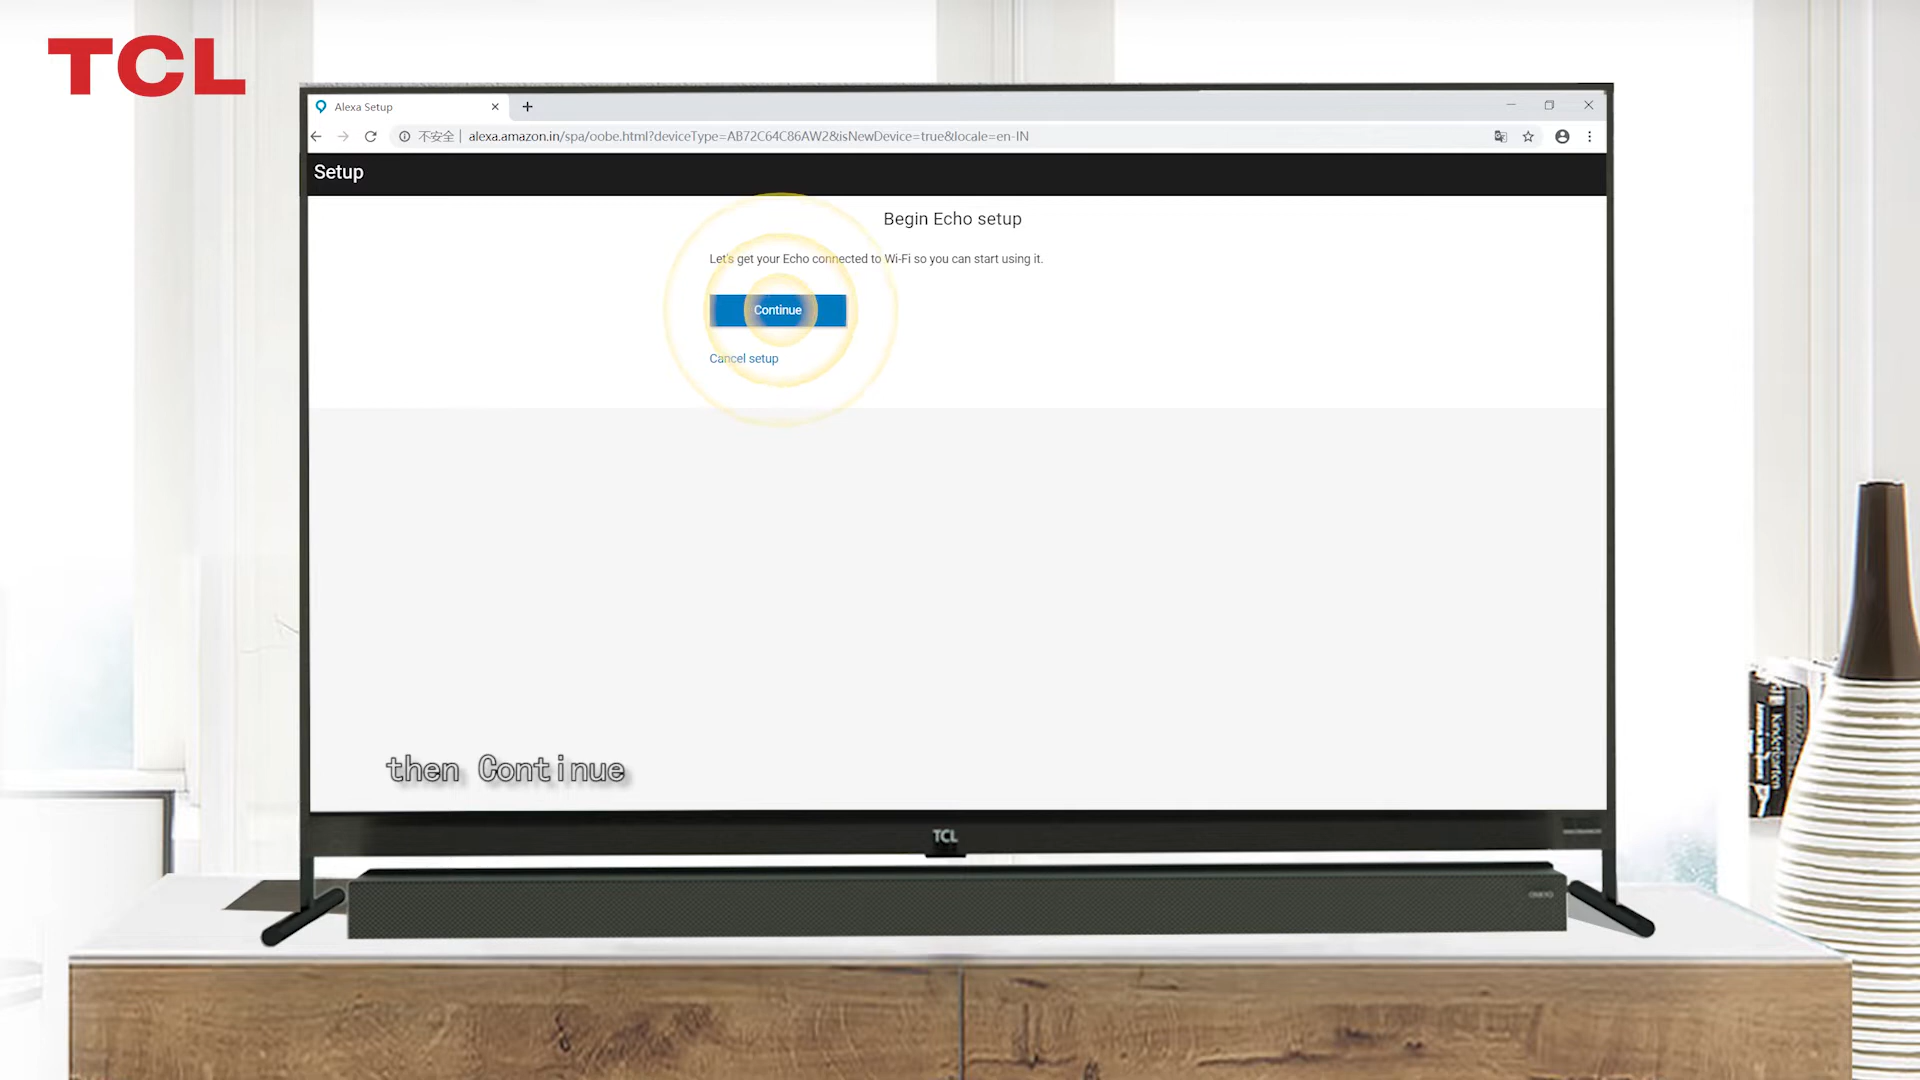 TCL
Alexa Setup
不安全 | alexa.amazon.in/spa/oobe.html?deviceType=AB72C64C86AW2&isNewDevice=true&locale=en-IN
Setup
Begin Echo setup
Let's get your Echo connected to Wi-Fi so you can start using it.
Continue
Cancel setup
then Continue
TCL
ONKYO
Kinderkarten